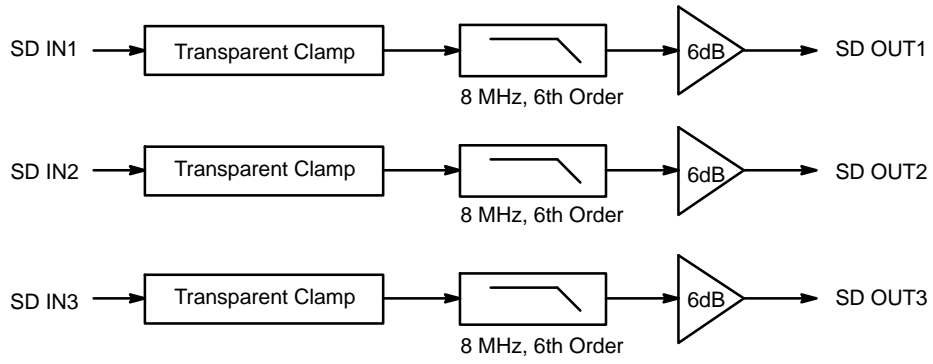 SD IN1 Transparent Clamp 6dB SD OUT1
8 MHz, 6th Order
SD IN2 Transparent Clamp 6dB SD OUT2
8 MHz, 6th Order
SD IN3 Transparent Clamp 6dB SD OUT3
8 MHz, 6th Order